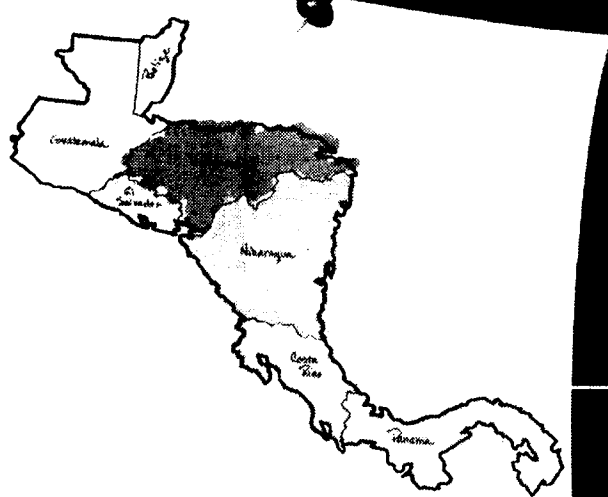 Belize
Guatemala
El
Salvador
Nicaragua
Costa
Rica
Panama